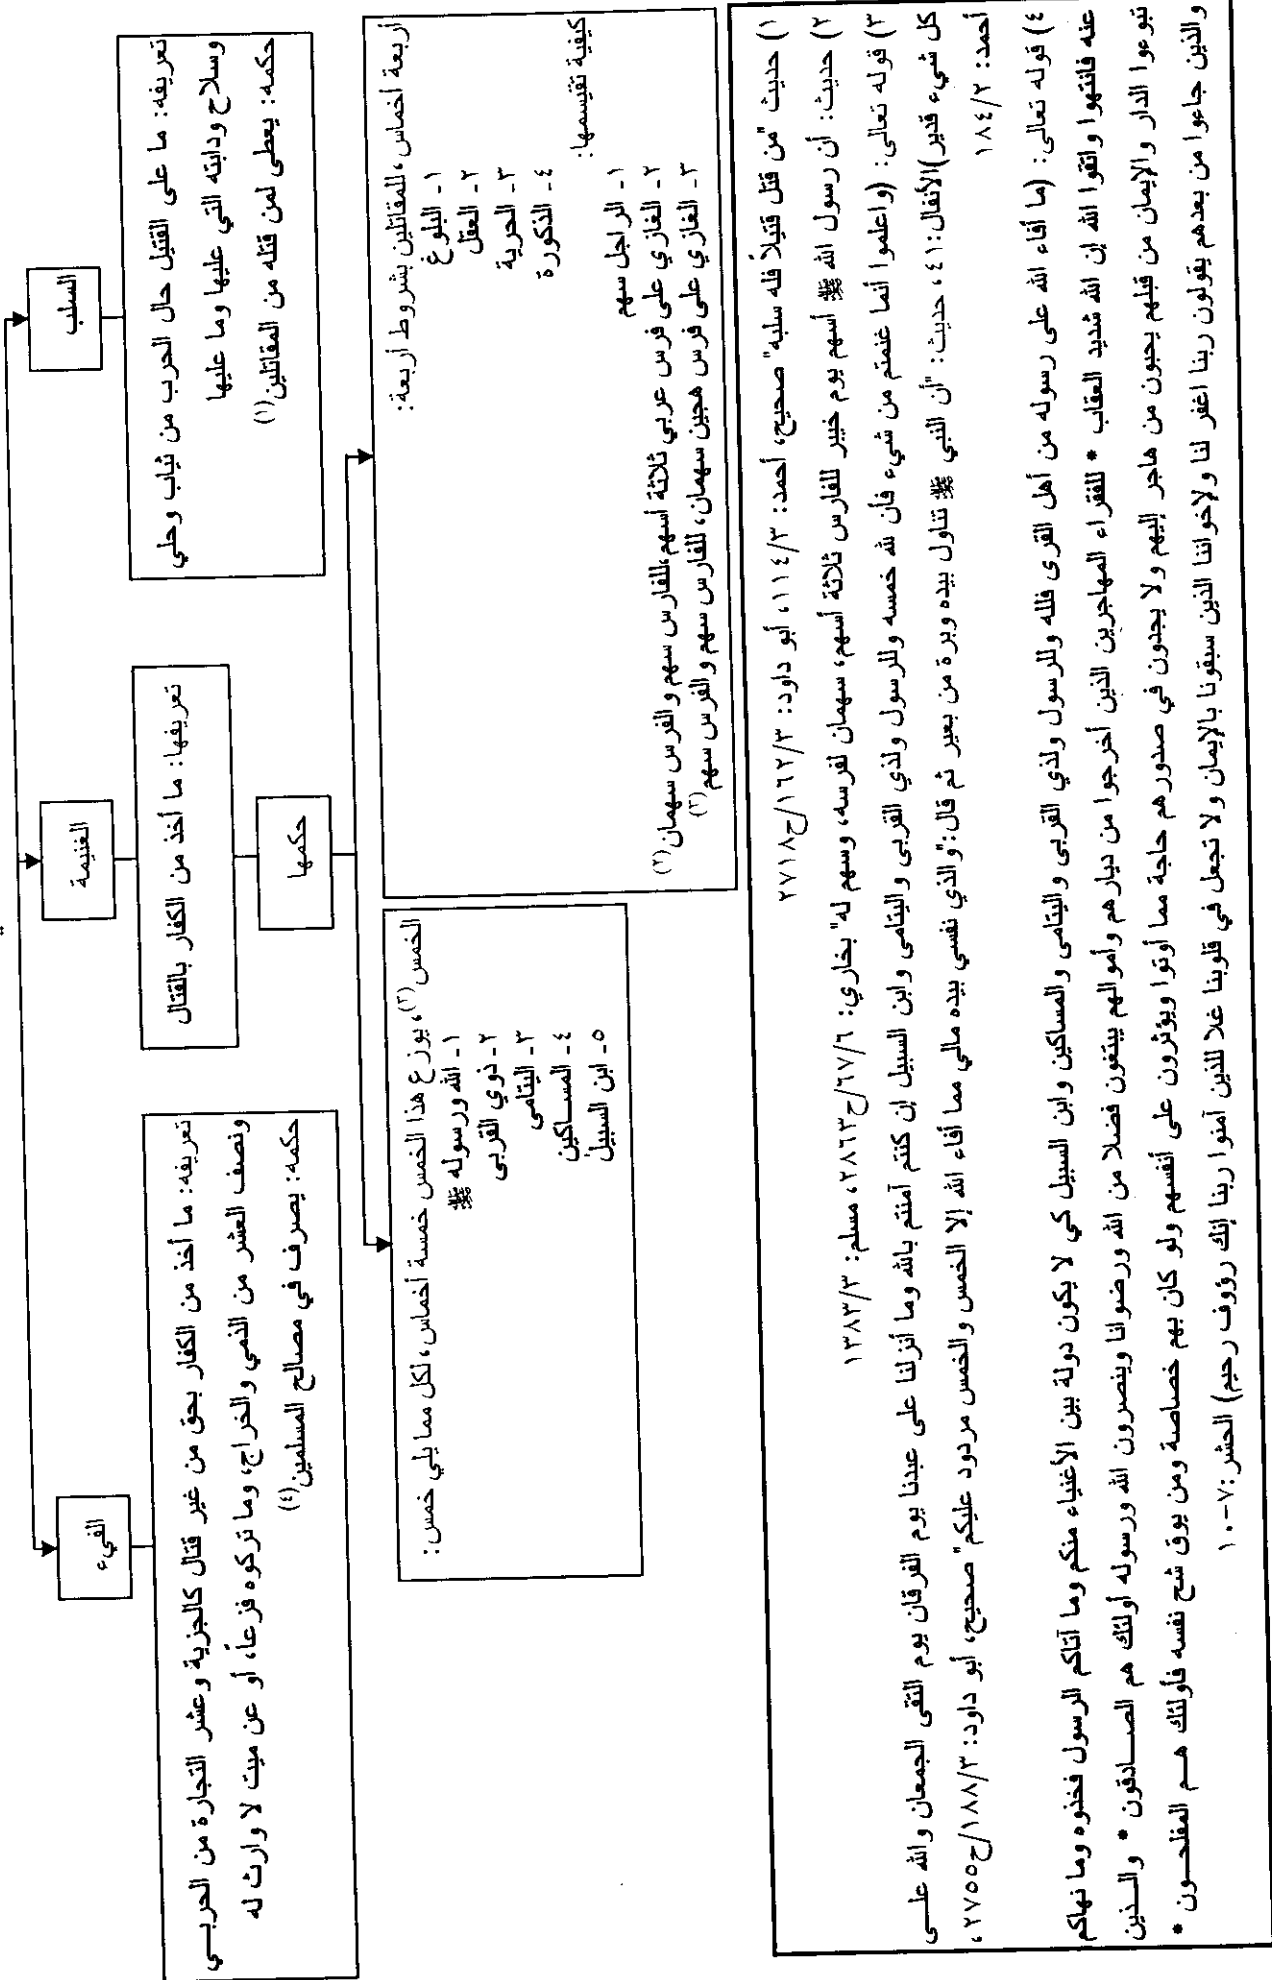 السلب
تعريفه: ما على القتيل حال الحرب من ثياب وحلي
وسلاح ودابته التي عليها وما عليها
حكمه: يعطى لمن قتله من المقاتلين(١)
الغنيمة
تعريفها: ما أخذ من الكفار بالقتال
حكمها
أربعة أخماس، للمقاتلين بشروط أربعة:
١- البلوغ
٢- العقل
٣- الحرية
٤- الذكورة
كيفية تقيسمها:
١- الراجل سهم
٢- الغازي على فرس عربي ثلاثة أسهم، للفارس سهم والفرس سهمان(٢)
٣- الغازي على فرس هجين سهمان، للفارس سهم والفرس سهم(٢)
الخمس(٣)، يوزع هذا الخمس خمسة أخماس، لكل مما يلي خمس:
١- الله ورسوله ﷺ
٢- ذوي القربى
٣- اليتامى
٤- المساكين
٥- ابن السبيل
الفيء
تعريفه: ما أخذ من الكفار بحق من غير قتال كالجزية وعشر التجارة من الحربي
ونصف العشر من الذمي والخراج، وما تركوه فزعاً، أو عن ميت لا وارث له
حكمه: يصرف في مصالح المسلمين(٤)
١) حديث "من قتل قتيلاً فله سلبه" صحيح، أحمد: ١١٤/٣، أبو داود: ١٦٢/٣/ح٢٧١٨
٢) حديث: أن رسول الله ﷺ أسهم يوم خيبر للفارس ثلاثة أسهم، سهمان لفرسه، وسهم له" بخاري: ٦٧/٦/ح٢٨٦٣، مسلم: ١٣٨٣/٣
٣) قوله تعالى: (واعلموا أنما غنمتم من شيء فأن لله خمسه وللرسول ولذي القربى واليتامى وابن السبيل إن كنتم آمنتم بالله وما أنزلنا على عبدنا يوم الفرقان يوم التقى الجمعان والله على
كل شيء قدير) الأنفال:٤١، حديث: "أن النبي ﷺ تناول بيده وبرة من بعير ثم قال:"والذي نفسي بيده مالي مما أفاء الله إلا الخمس والخمس مردود عليكم" صحيح، أبو داود: ١٨٨/٣/ح٢٧٥٥،
أحمد: ١٨٤/٢
٤) قوله تعالى: (ما أفاء الله على رسوله من أهل القرى فلله وللرسول ولذي القربى واليتامى والمساكين وابن السبيل كي لا يكون دولة بين الأغنياء منكم وما آتاكم الرسول فخذوه وما نهاكم
عنه فانتهوا واتقوا الله إن الله شديد العقاب * للفقراء المهاجرين الذين أخرجوا من ديارهم وأموالهم يبتغون فضلا من الله ورضوانا وينصرون الله ورسوله أولئك هم الصادقون * والذين
تبوءوا الدار والإيمان من قبلهم يحبون من هاجر إليهم ولا يجدون في صدورهم حاجة مما أوتوا ويؤثرون على أنفسهم ولو كان بهم خصاصة ومن يوق شح نفسه فأولئك هم المفلحون *
والذين جاءوا من بعدهم يقولون ربنا اغفر لنا ولإخواننا الذين سبقونا بالإيمان ولا تجعل في قلوبنا غلا للذين آمنوا ربنا إنك رؤوف رحيم) الحشر:٧-١٠